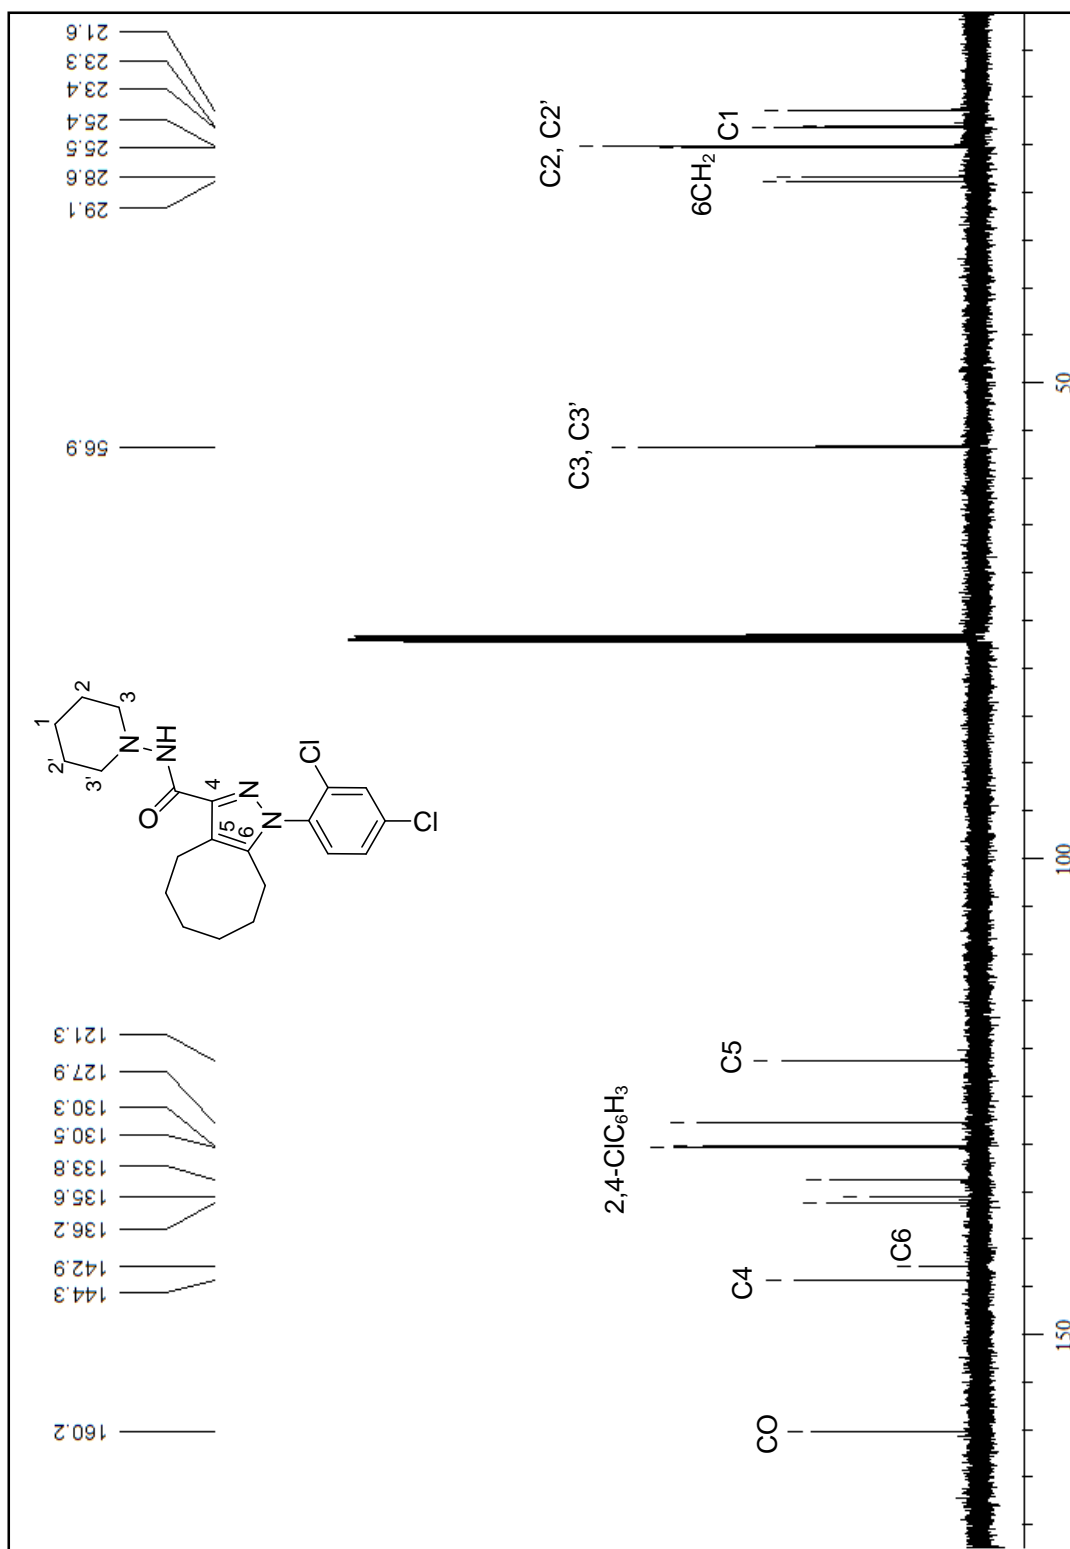 21.6
23.3
23.4
25.4
25.5
28.6
29.1
56.9
121.3
127.9
130.3
130.5
133.8
135.6
136.2
142.9
144.3
160.2
C2, C2'
C1
6CH₂
C3, C3'
C5
2,4-ClC₆H₃
C6
C4
CO
1
2
2'
3
3'
N
NH
O
4
N
5
6
N
Cl
Cl
50
100
150